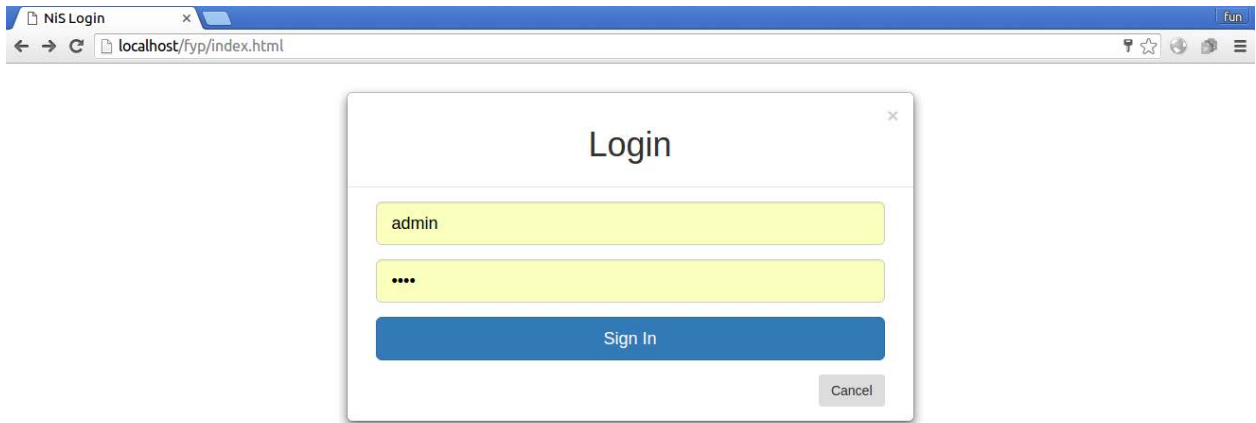 NiS Login
fun
localhost/fyp/index.html
×
Login
admin
••••
Sign In
Cancel